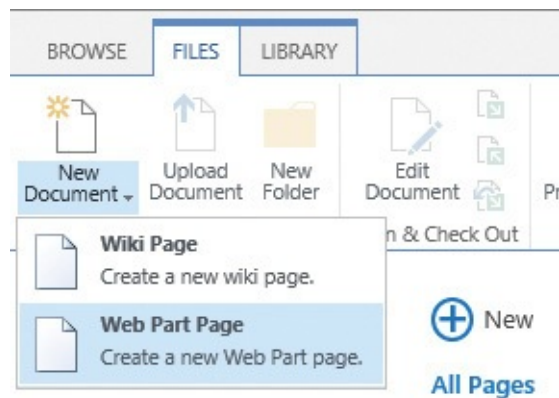 BROWSE FILES LIBRARY
New Document
Upload Document
New Folder
Edit Document
n & Check Out
Wiki Page
Create a new wiki page.
Web Part Page
Create a new Web Part page.
New
All Pages